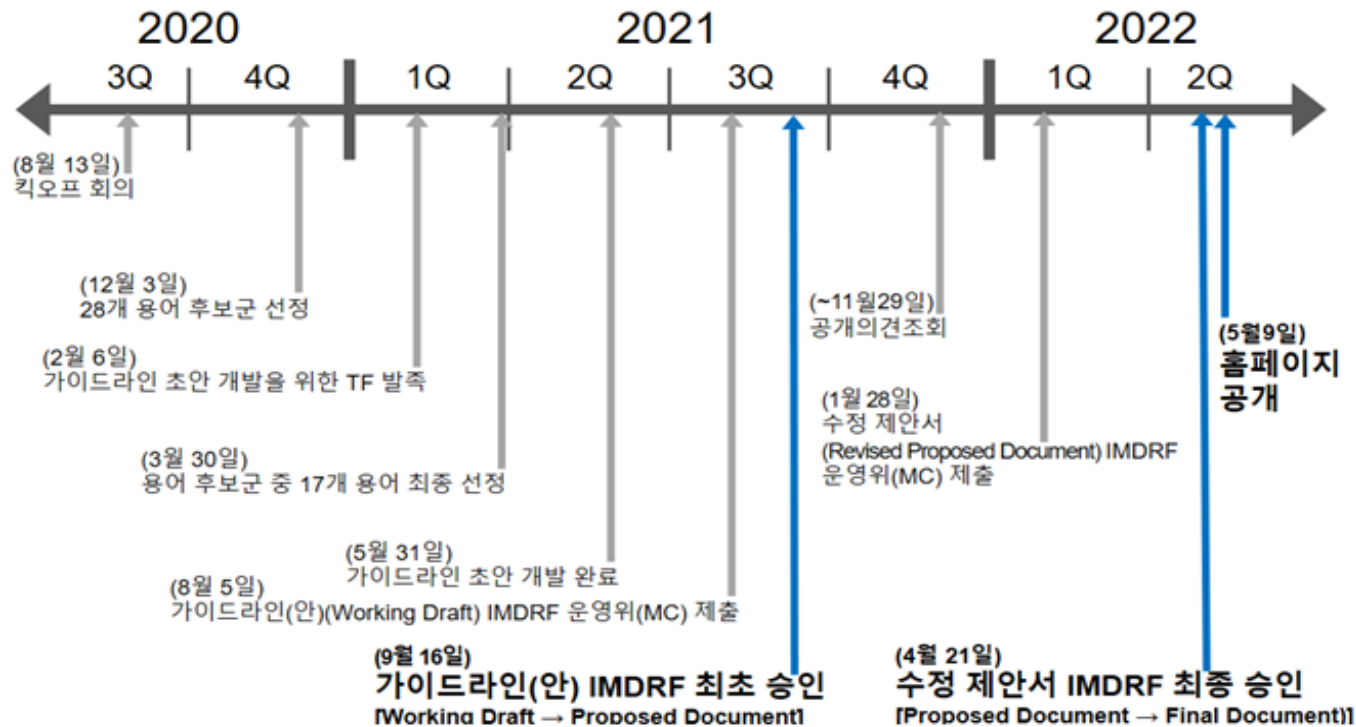 2020
2021
2022
3Q
4Q
1Q
2Q
3Q
4Q
1Q
2Q
(8월 13일)
킥오프 회의
(12월 3일)
28개 용어 후보군 선정
(2월 6일)
가이드라인 초안 개발을 위한 TF 발족
(3월 30일)
용어 후보군 중 17개 용어 최종 선정
(5월 31일)
가이드라인 초안 개발 완료
(8월 5일)
가이드라인(안)(Working Draft) IMDRF 운영위(MC) 제출
(9월 16일)
가이드라인(안) IMDRF 최초 승인
[Working Draft → Proposed Document]
(~11월29일)
공개의견조회
(1월 28일)
수정 제안서
(Revised Proposed Document) IMDRF
운영위(MC) 제출
(4월 21일)
수정 제안서 IMDRF 최종 승인
[Proposed Document → Final Document)]
(5월9일)
홈페이지
공개